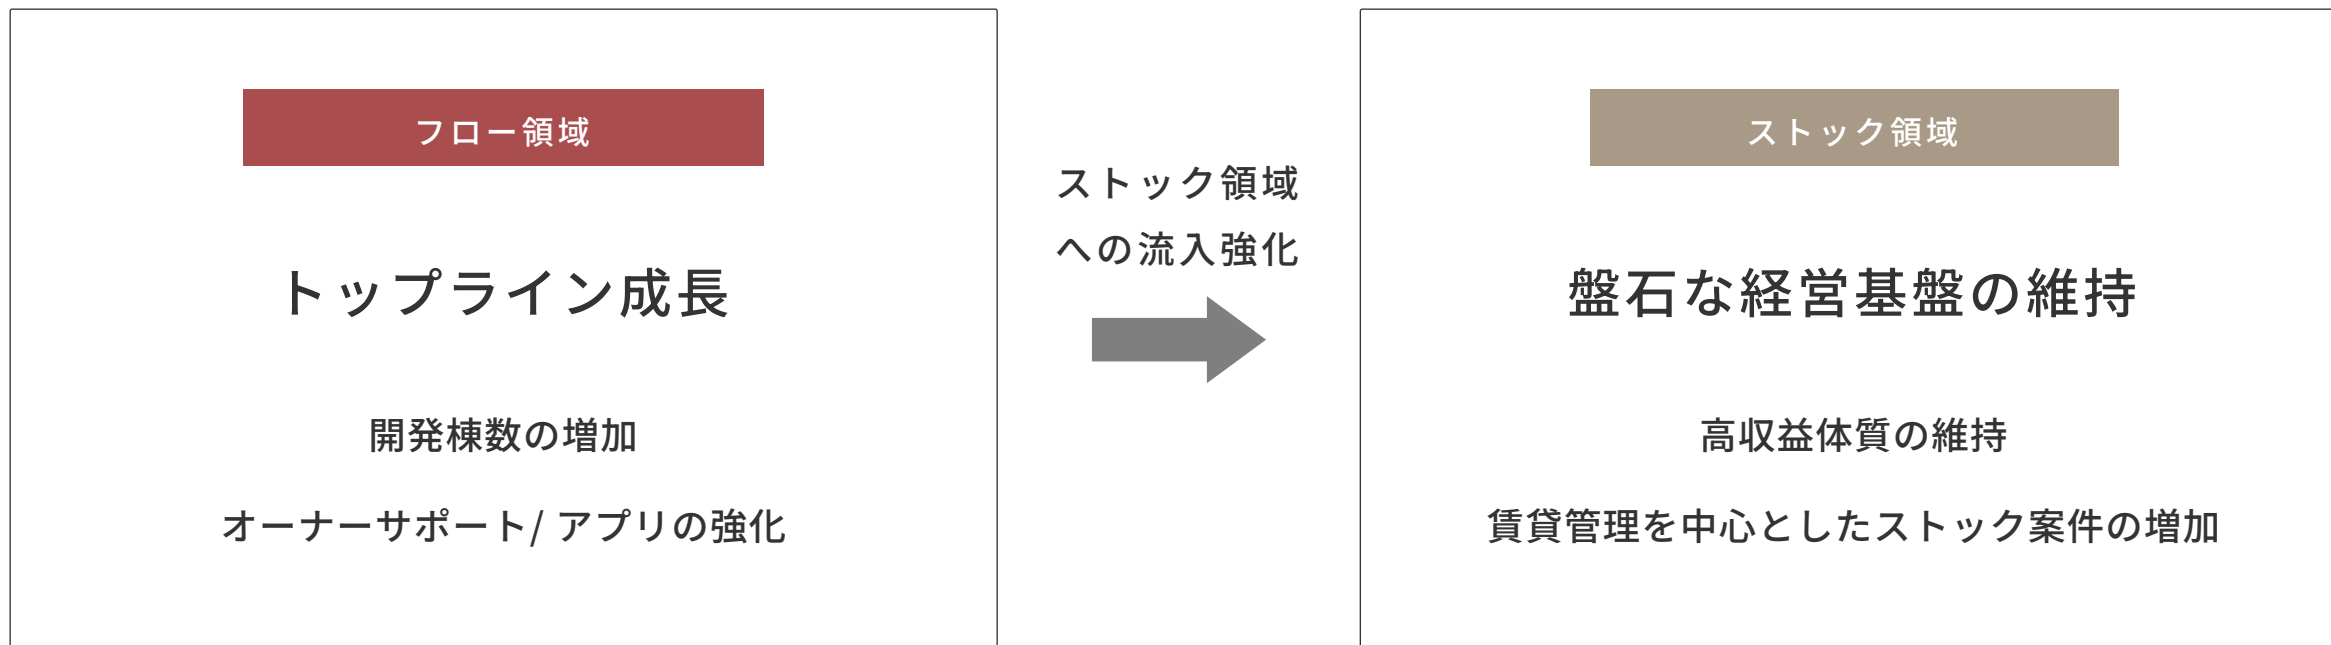 フロー領域
トップライン成長
開発棟数の増加
オーナーサポート/ アプリの強化
ストック領域
への流入強化
ストック領域
盤石な経営基盤の維持
高収益体質の維持
賃貸管理を中心としたストック案件の増加